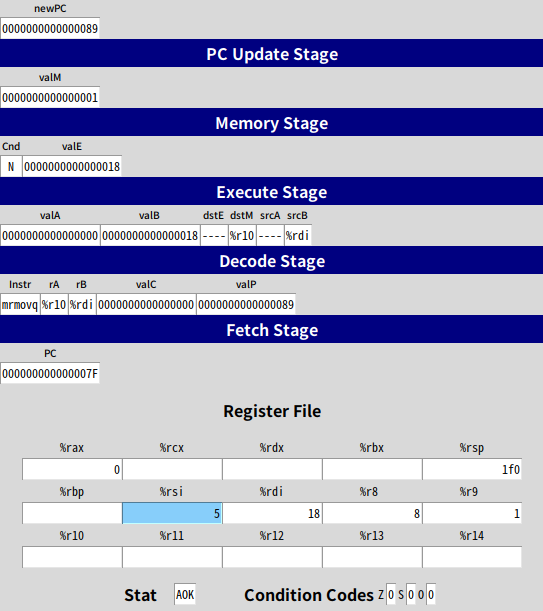 newPC
0000000000000089
PC Update Stage
valM
0000000000000001
Memory Stage
Cnd valE
N 0000000000000018
Execute Stage
valA valB dstE dstM srcA srcB
0000000000000000 0000000000000018 ---- %r10 ---- %rdi
Decode Stage
Instr rA rB valC valP
mrmovq %r10 %rdi 0000000000000000 0000000000000089
Fetch Stage
PC
000000000000007F
Register File
%rax %rcx %rdx %rbx %rsp
0 1f0
%rbp %rsi %rdi %r8 %r9
5 18 8 1
%r10 %r11 %r12 %r13 %r14
Stat AOK Condition Codes Z 0 S 0 O 0